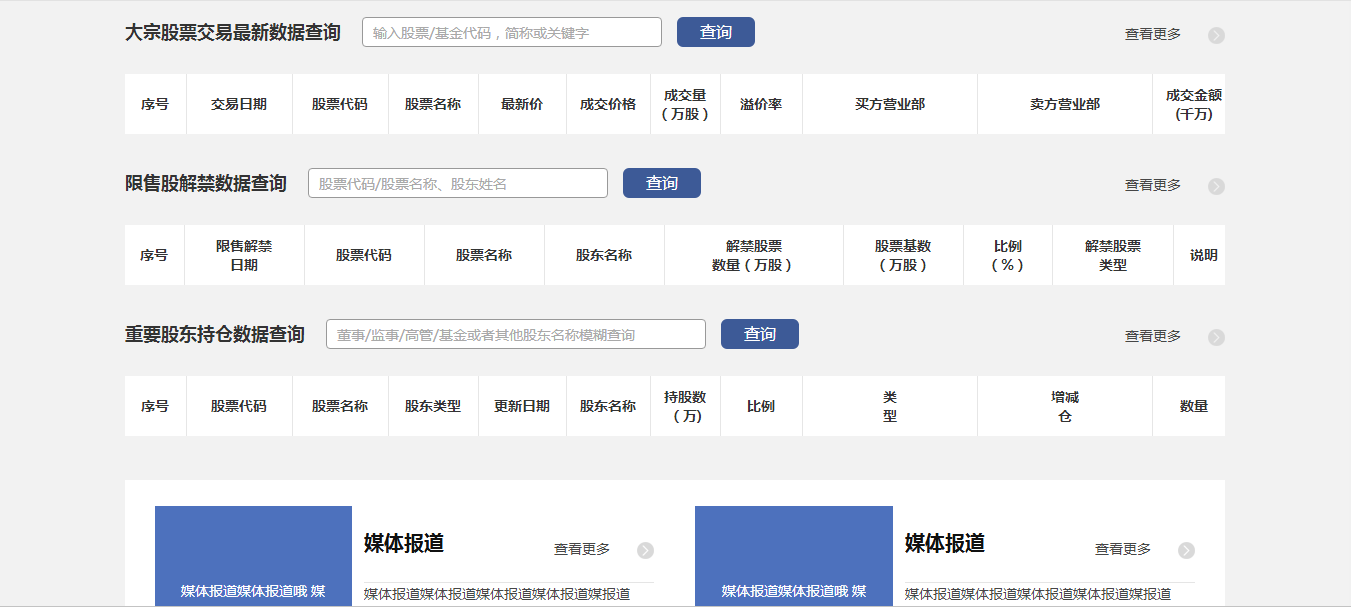 大宗股票交易最新数据查询 输入股票/基金代码，简称或关键字 查询 查看更多
序号 交易日期 股票代码 股票名称 最新价 成交价格 成交量 溢价率 买方营业部 卖方营业部 成交金额
（万股） (千万)
限售股解禁数据查询 股票代码/股票名称、股东姓名 查询 查看更多
序号 限售解禁 股票代码 股票名称 股东名称 解禁股票 股票基数 比例 解禁股票 说明
日期 数量（万股） （万股） （%） 类型
重要股东持仓数据查询 董事/监事/高管/基金或者其他股东名称模糊查询 查询 查看更多
序号 股票代码 股票名称 股东类型 更新日期 股东名称 持股数 比例 类 增减 数量
（万) 型 仓
媒体报道 查看更多 媒体报道 查看更多
媒体报道媒体报道哦 媒 媒体报道媒体报道媒体报道媒体报道媒报道 媒体报道媒体报道哦 媒 媒体报道媒体报道媒体报道媒体报道媒报道